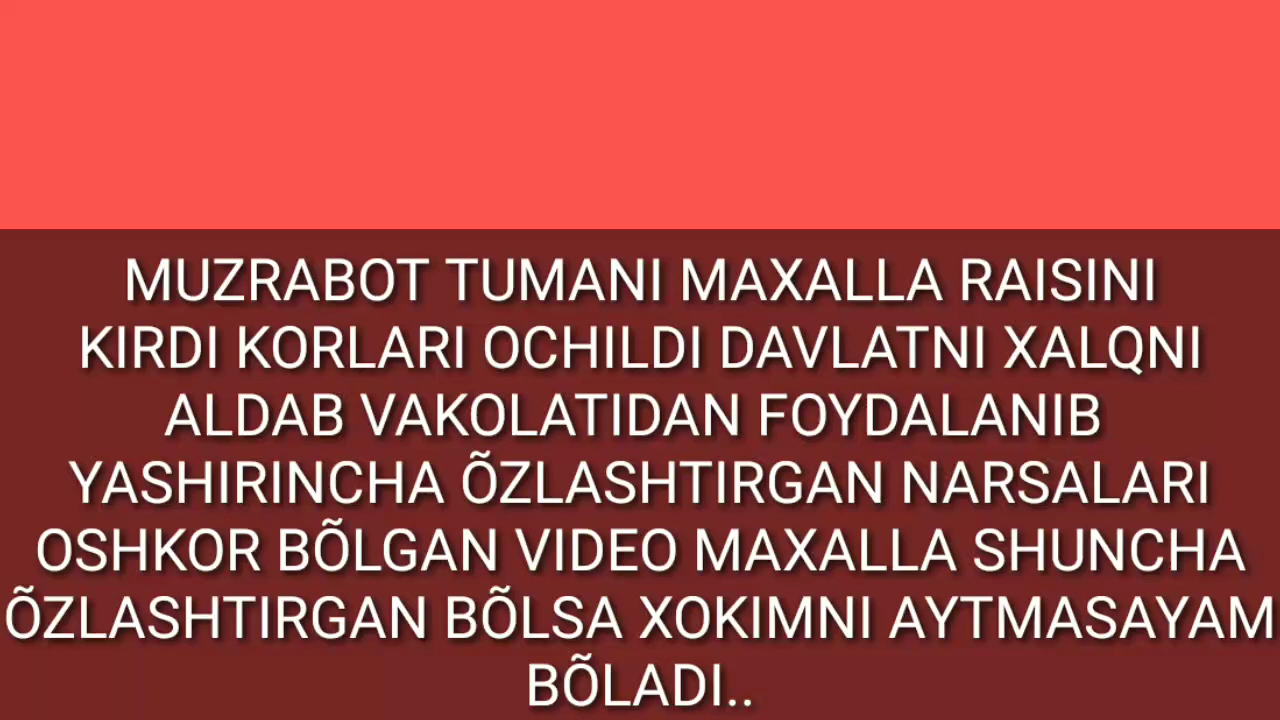 MUZRABOT TUMANI MAXALLA RAISINI
KIRDI KORLARI OCHILDI DAVLATNI XALQNI
ALDAB VAKOLATIDAN FOYDALANIB
YASHIRINCHA ÕZLASHTIRGAN NARSALARI
OSHKOR BÕLGAN VIDEO MAXALLA SHUNCHA
ÕZLASHTIRGAN BÕLSA XOKIMNI AYTMASAYAM
BÕLADI..